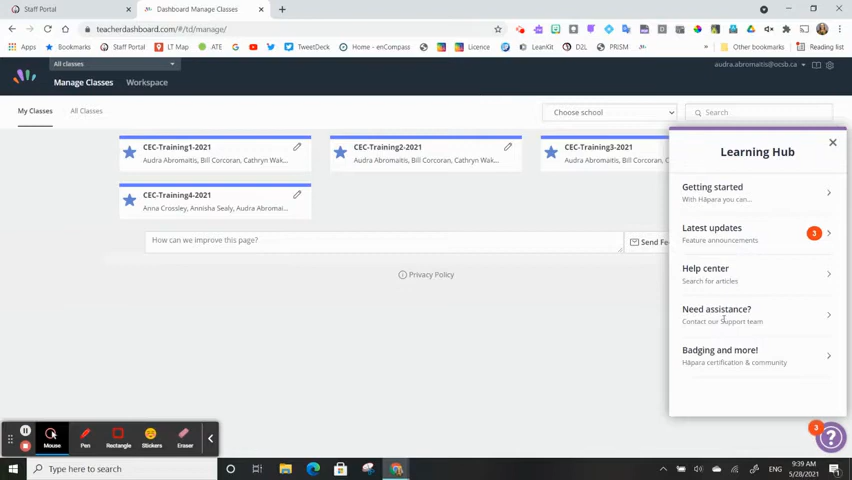 Staff Portal
Dashboard Manage Classes
teacherdashboard.com/#/td/manage/
Apps
Bookmarks
Staff Portal
LT Map
ATE
TweetDeck
Home - enCompass
Licence
LeanKit
D2L
PRISM
Other bookmarks
Reading list
All classes
audra.abromaitis@ocsb.ca
Manage Classes
Workspace
My Classes
All Classes
Choose school
Search
CEC-Training1-2021
Audra Abromaitis, Bill Corcoran, Cathryn Wak...
CEC-Training2-2021
Audra Abromaitis, Bill Corcoran, Cathryn Wak...
CEC-Training3-2021
Audra Abromaitis, Bill Corcoran, Ca
CEC-Training4-2021
Anna Crossley, Annisha Sealy, Audra Abromai...
How can we improve this page?
Send Fe
Privacy Policy
Learning Hub
Getting started
With Hāpara you can...
Latest updates
Feature announcements
3
Help center
Search for articles
Need assistance?
Contact our Support team
Badging and more!
Hāpara certification & community
3
Mouse
Pen
Rectangle
Stickers
Eraser
Type here to search
ENG
9:39 AM
5/28/2021